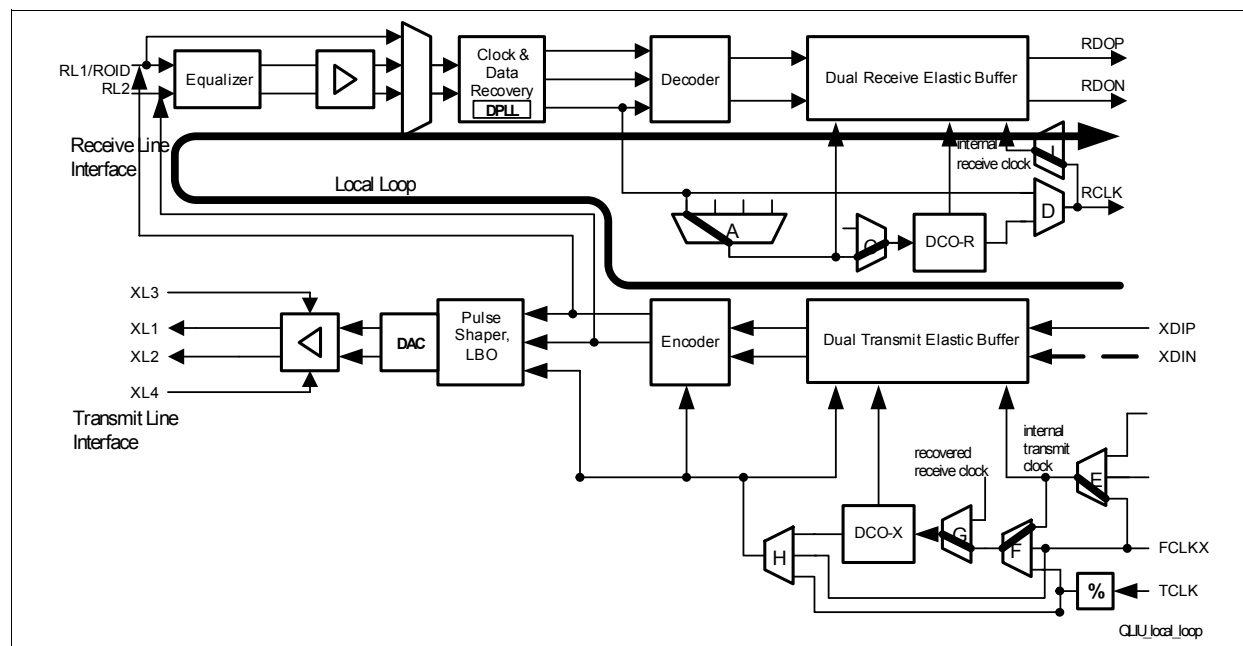 RL1/ROID
RL2
Equalizer
Clock &
Data
Recovery
DPLL
Decoder
Dual Receive Elastic Buffer
RDOP
RDON
Receive Line
Interface
Local Loop
internal
receive clock
I
RCLK
A
C
DCO-R
D
XL3
XL1
XL2
XL4
DAC
Pulse
Shaper,
LBO
Encoder
Dual Transmit Elastic Buffer
XDIP
XDIN
Transmit Line
Interface
recovered
receive clock
internal
transmit
clock
E
H
DCO-X
G
F
FCLKX
%
TCLK
QLIU_local_loop